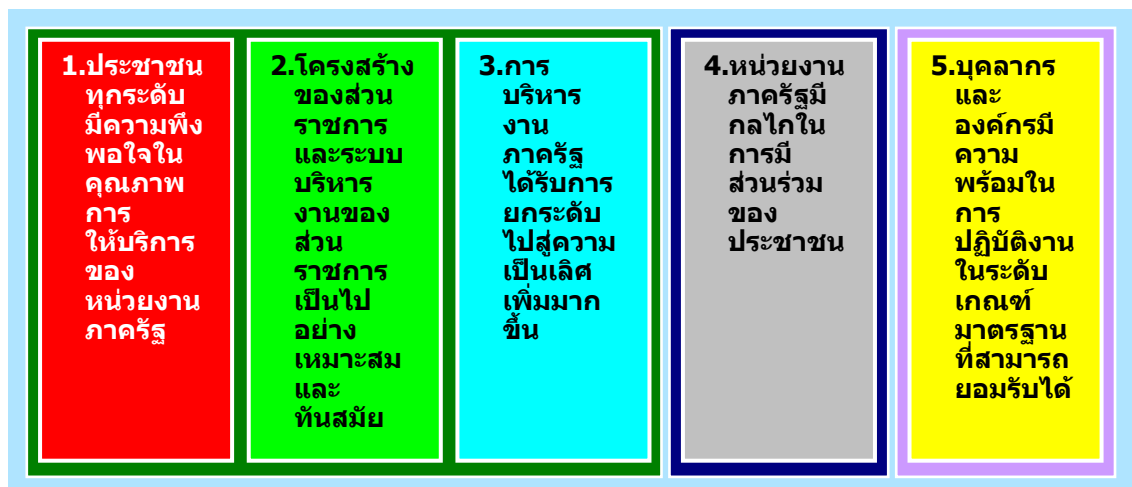 1.ประชาชน
ทุกระดับ
มีความพึง
พอใจใน
คุณภาพ
การ
ให้บริการ
ของ
หน่วยงาน
ภาครัฐ
2.โครงสร้าง
ของส่วน
ราชการ
และระบบ
บริหาร
งานของ
ส่วน
ราชการ
เป็นไป
อย่าง
เหมาะสม
และ
ทันสมัย
3.การ
บริหาร
งาน
ภาครัฐ
ได้รับการ
ยกระดับ
ไปสู่ความ
เป็นเลิศ
เพิ่มมาก
ขึ้น
4.หน่วยงาน
ภาครัฐมี
กลไกใน
การมี
ส่วนร่วม
ของ
ประชาชน
5.บุคลากร
และ
องค์กรมี
ความ
พร้อมใน
การ
ปฏิบัติงาน
ในระดับ
เกณฑ์
มาตรฐาน
ที่สามารถ
ยอมรับได้